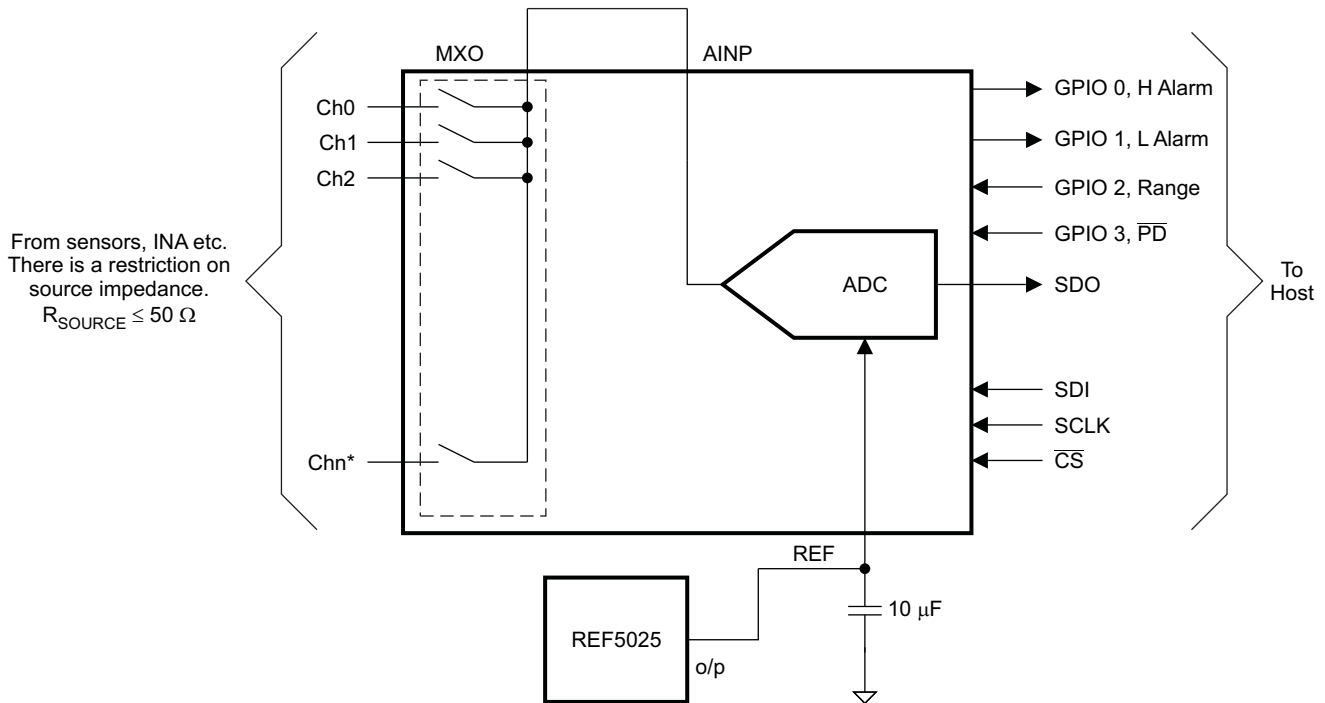 MXO
AINP
Ch0
Ch1
Ch2
Chn*
From sensors, INA etc.
There is a restriction on
source impedance.
R_SOURCE ≤ 50 Ω
ADC
GPIO 0, H Alarm
GPIO 1, L Alarm
GPIO 2, Range
GPIO 3, P̅D̅
SDO
SDI
SCLK
C̅S̅
To
Host
REF
10 μF
REF5025
o/p